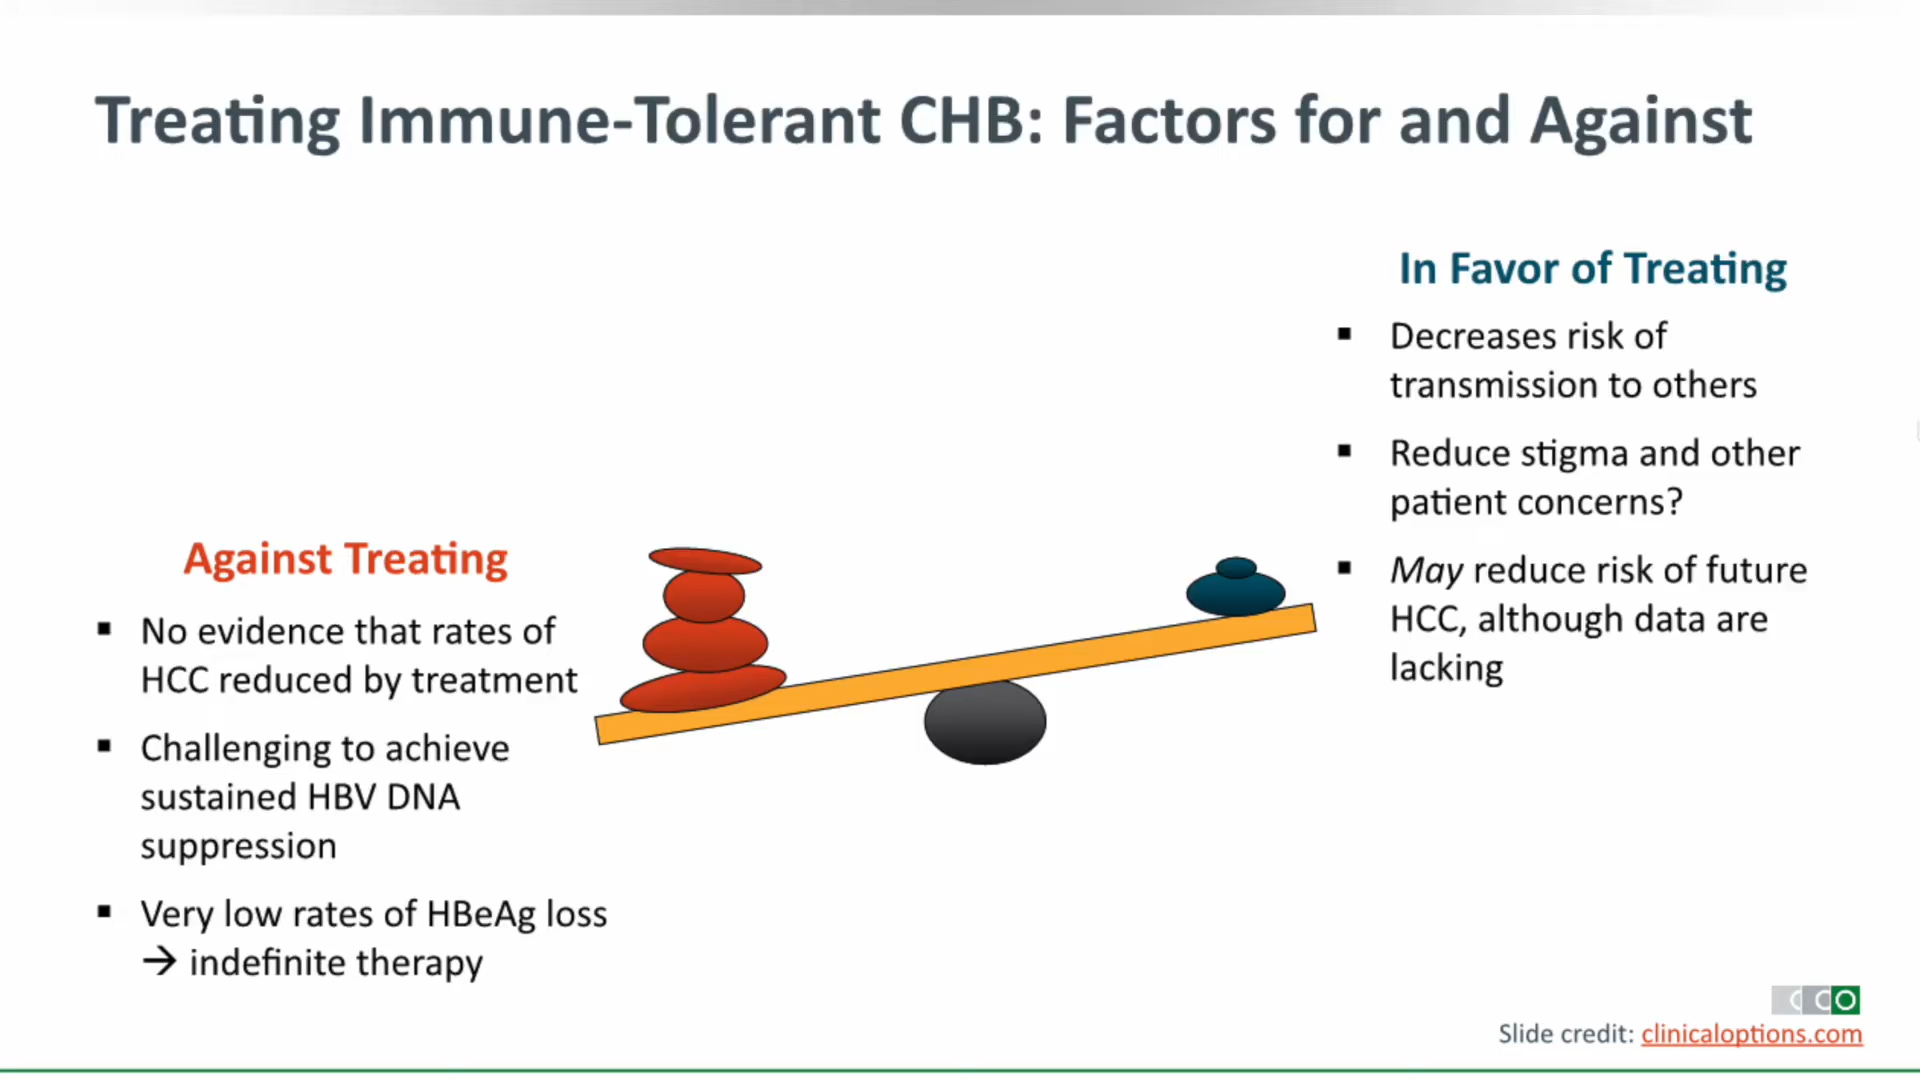 Treating Immune-Tolerant CHB: Factors for and Against
Against Treating
▪ No evidence that rates of
HCC reduced by treatment
▪ Challenging to achieve
sustained HBV DNA
suppression
▪ Very low rates of HBeAg loss
→ indefinite therapy
In Favor of Treating
▪ Decreases risk of
transmission to others
▪ Reduce stigma and other
patient concerns?
▪ May reduce risk of future
HCC, although data are
lacking
CCO
Slide credit: clinicaloptions.com